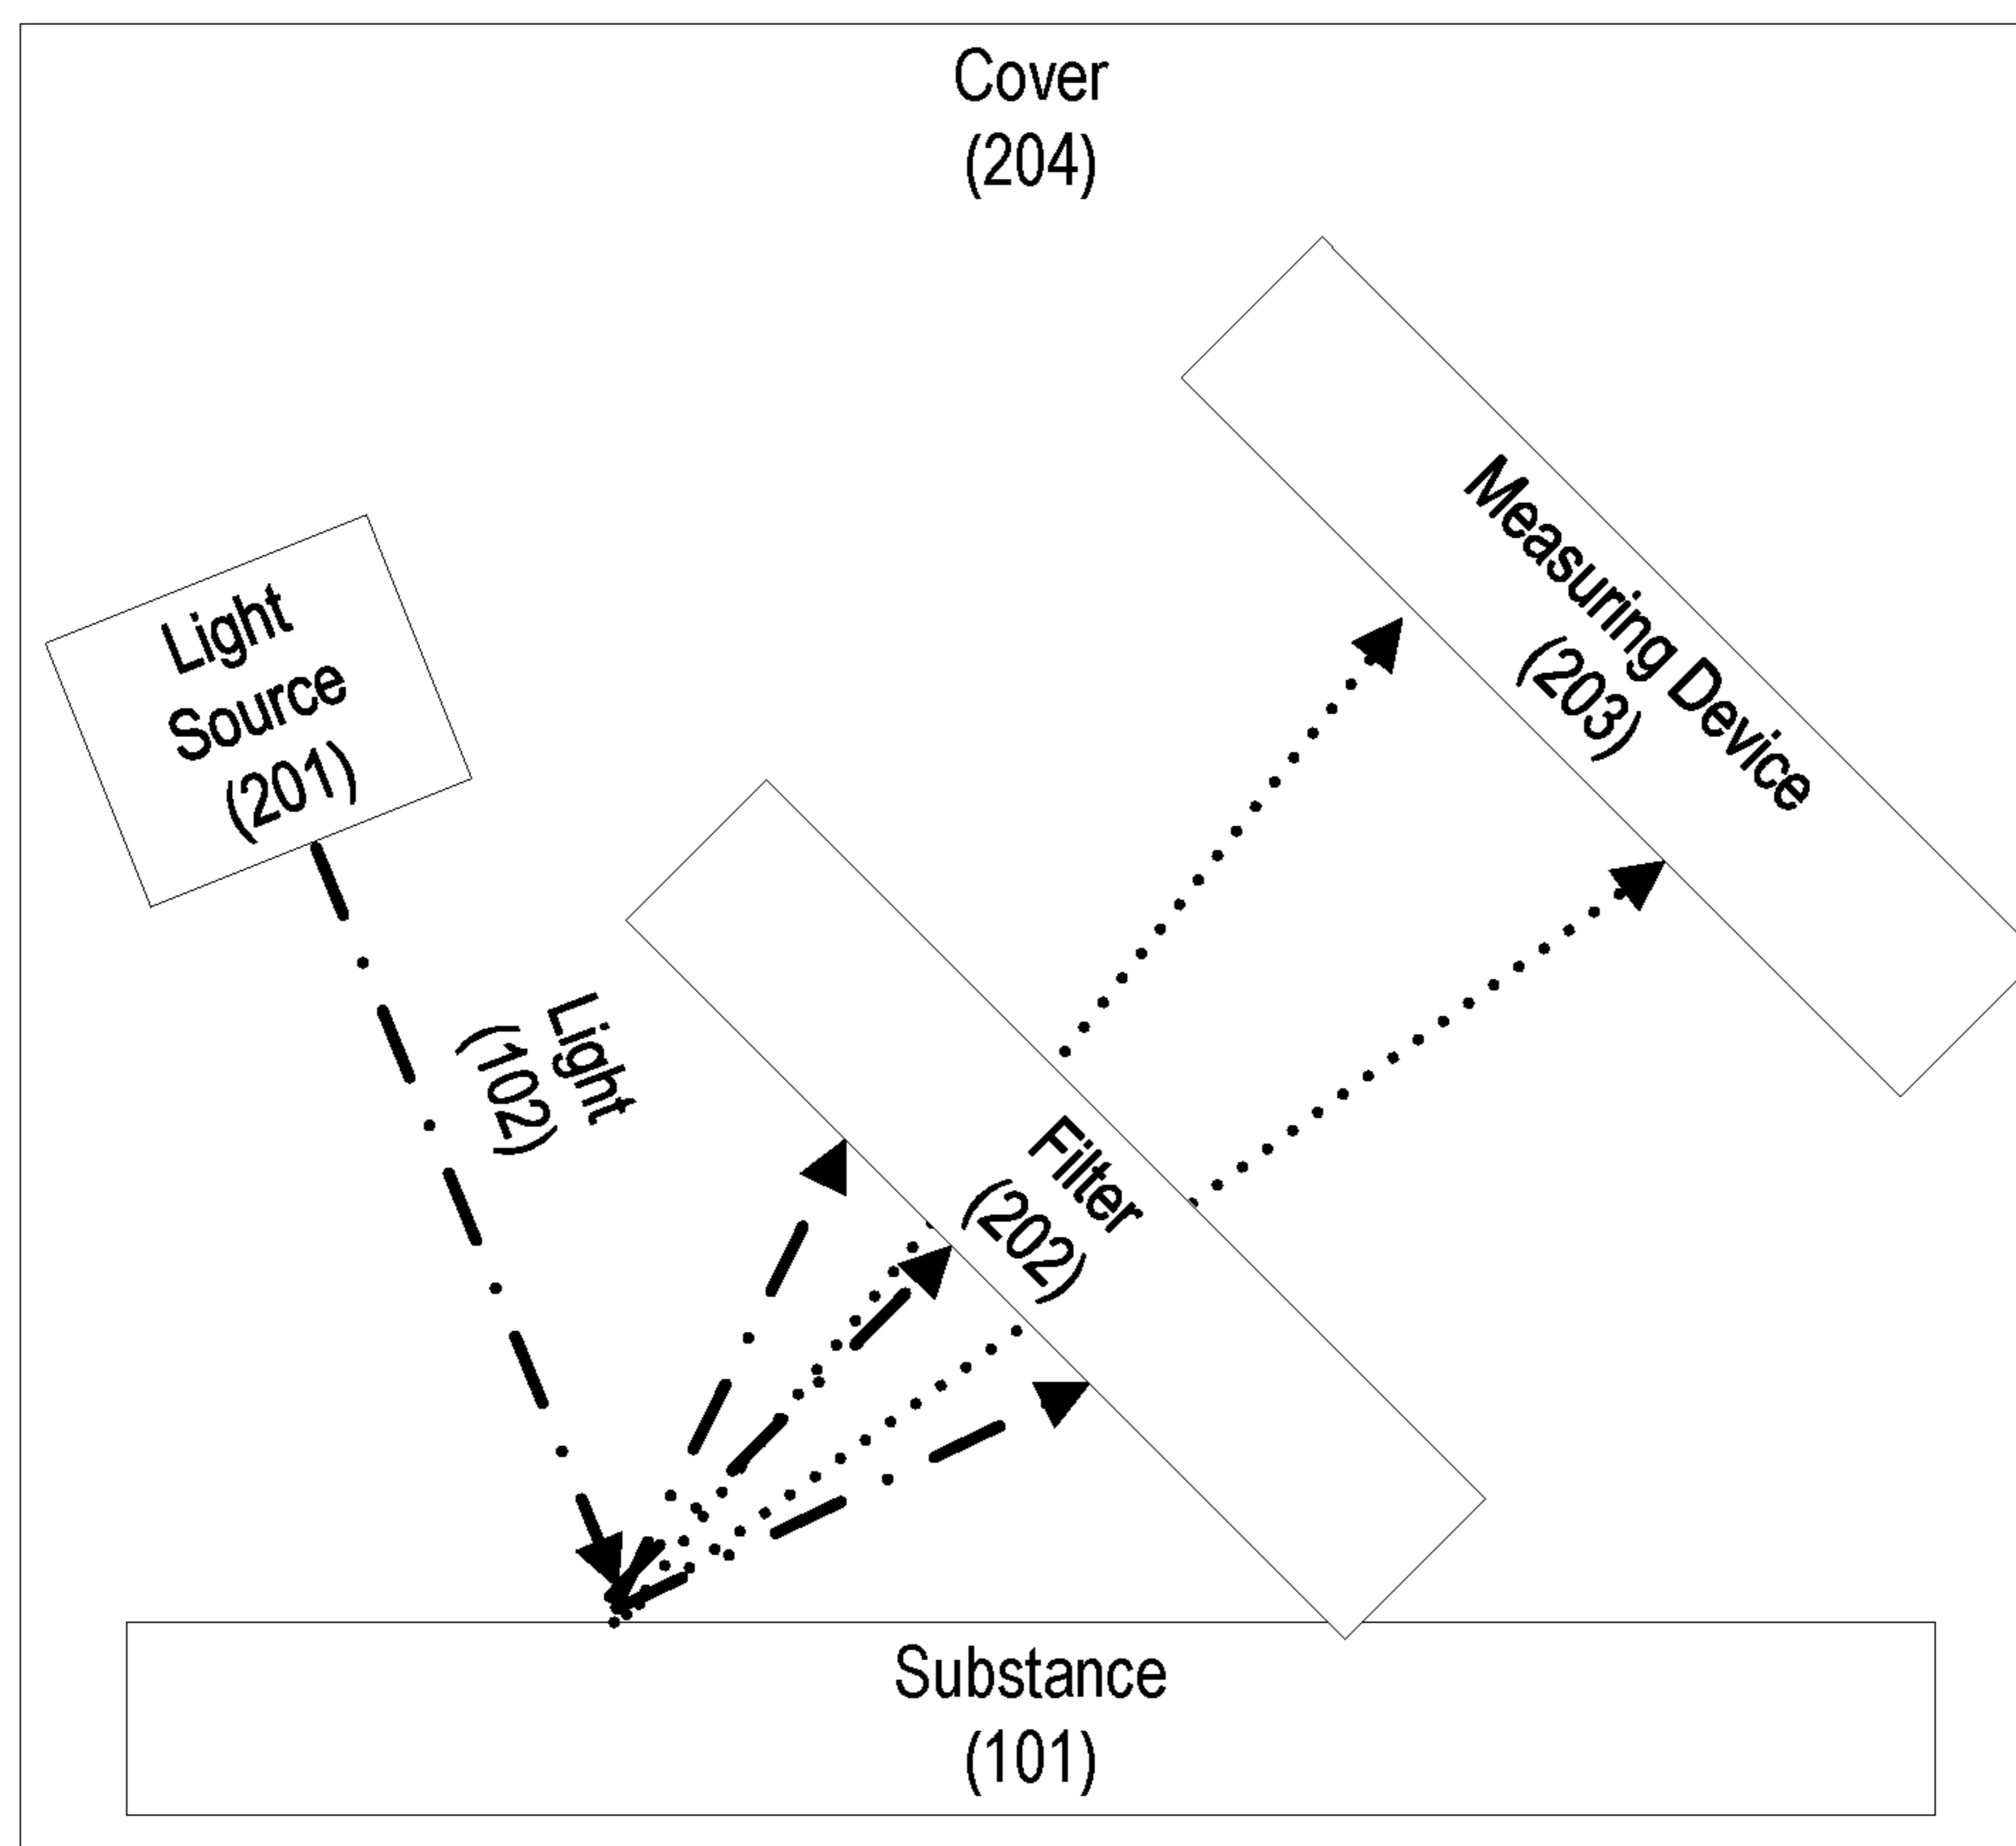 Cover
(204)
Measuring Device
(203)
Light
Source
(201)
Light
(102)
Filter
(202)
Substance
(101)